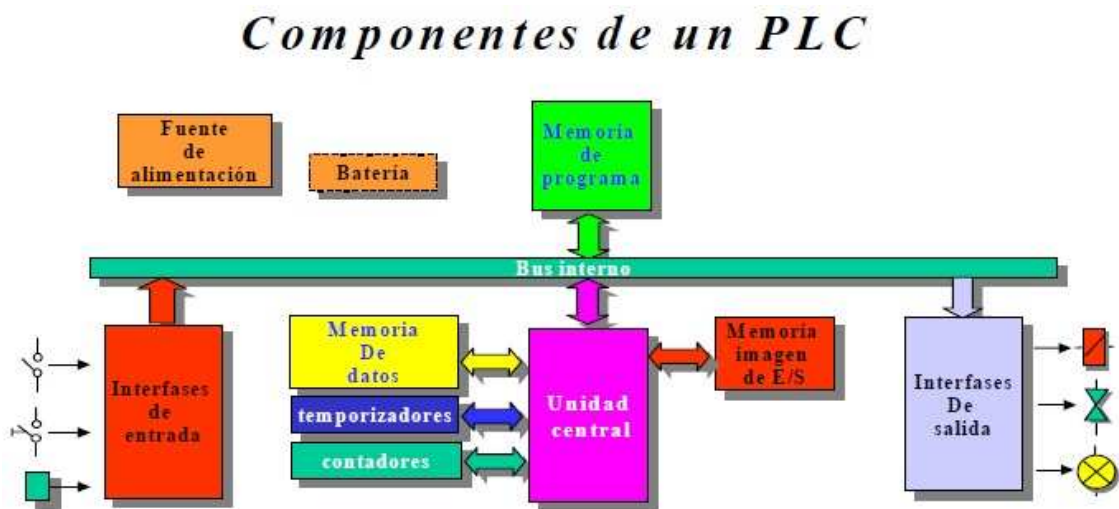 Componentes de un PLC
Fuente
de
alimentación
Batería
Memoria
de
programa
Bus interno
Interfases
de
entrada
Memoria
De
datos
temporizadores
contadores
Unidad
central
Memoria
imagen
de E/S
Interfases
De
salida